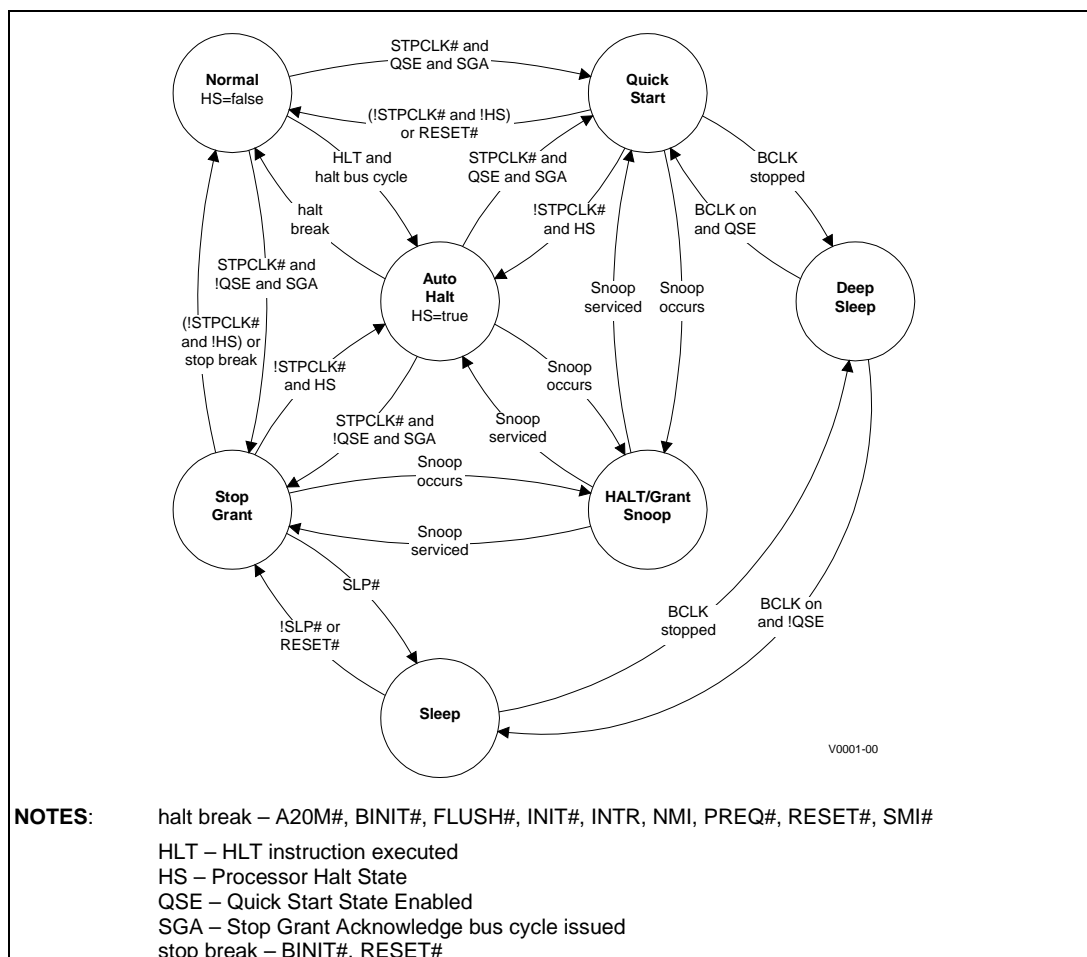 STPCLK# and
QSE and SGA
Normal
HS=false
Quick
Start
(!STPCLK# and !HS)
or RESET#
HLT and
halt bus cycle
STPCLK# and
QSE and SGA
BCLK
stopped
halt
break
!STPCLK#
and HS
BCLK on
and QSE
STPCLK# and
!QSE and SGA
Auto
Halt
HS=true
Snoop
serviced
Snoop
occurs
Deep
Sleep
(!STPCLK#
and !HS) or
stop break
!STPCLK#
and HS
Snoop
occurs
STPCLK# and
!QSE and SGA
Snoop
serviced
Stop
Grant
Snoop
occurs
HALT/Grant
Snoop
Snoop
serviced
SLP#
!SLP# or
RESET#
BCLK
stopped
BCLK on
and !QSE
Sleep
V0001-00
NOTES: halt break – A20M#, BINIT#, FLUSH#, INIT#, INTR, NMI, PREQ#, RESET#, SMI#
HLT – HLT instruction executed
HS – Processor Halt State
QSE – Quick Start State Enabled
SGA – Stop Grant Acknowledge bus cycle issued
stop break – BINIT#, RESET#